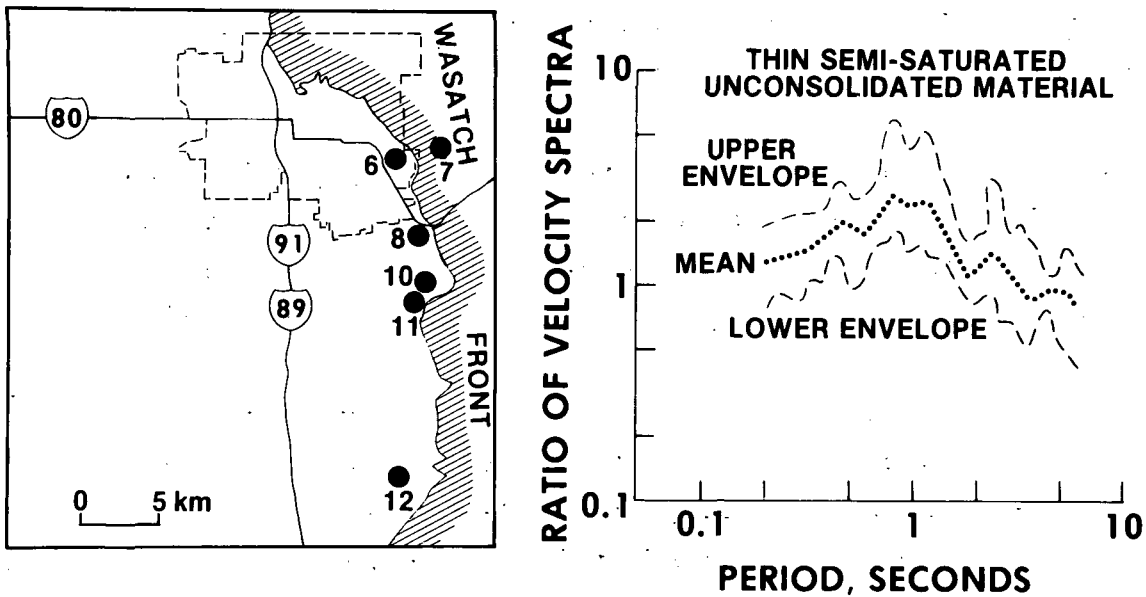 WASATCH
80
6
7
8
91
10
89
11
FRONT
0 5 km
12
RATIO OF VELOCITY SPECTRA
10
THIN SEMI-SATURATED
UNCONSOLIDATED MATERIAL
UPPER
ENVELOPE
MEAN
1
LOWER ENVELOPE
0.1
0.1 1 10
PERIOD, SECONDS